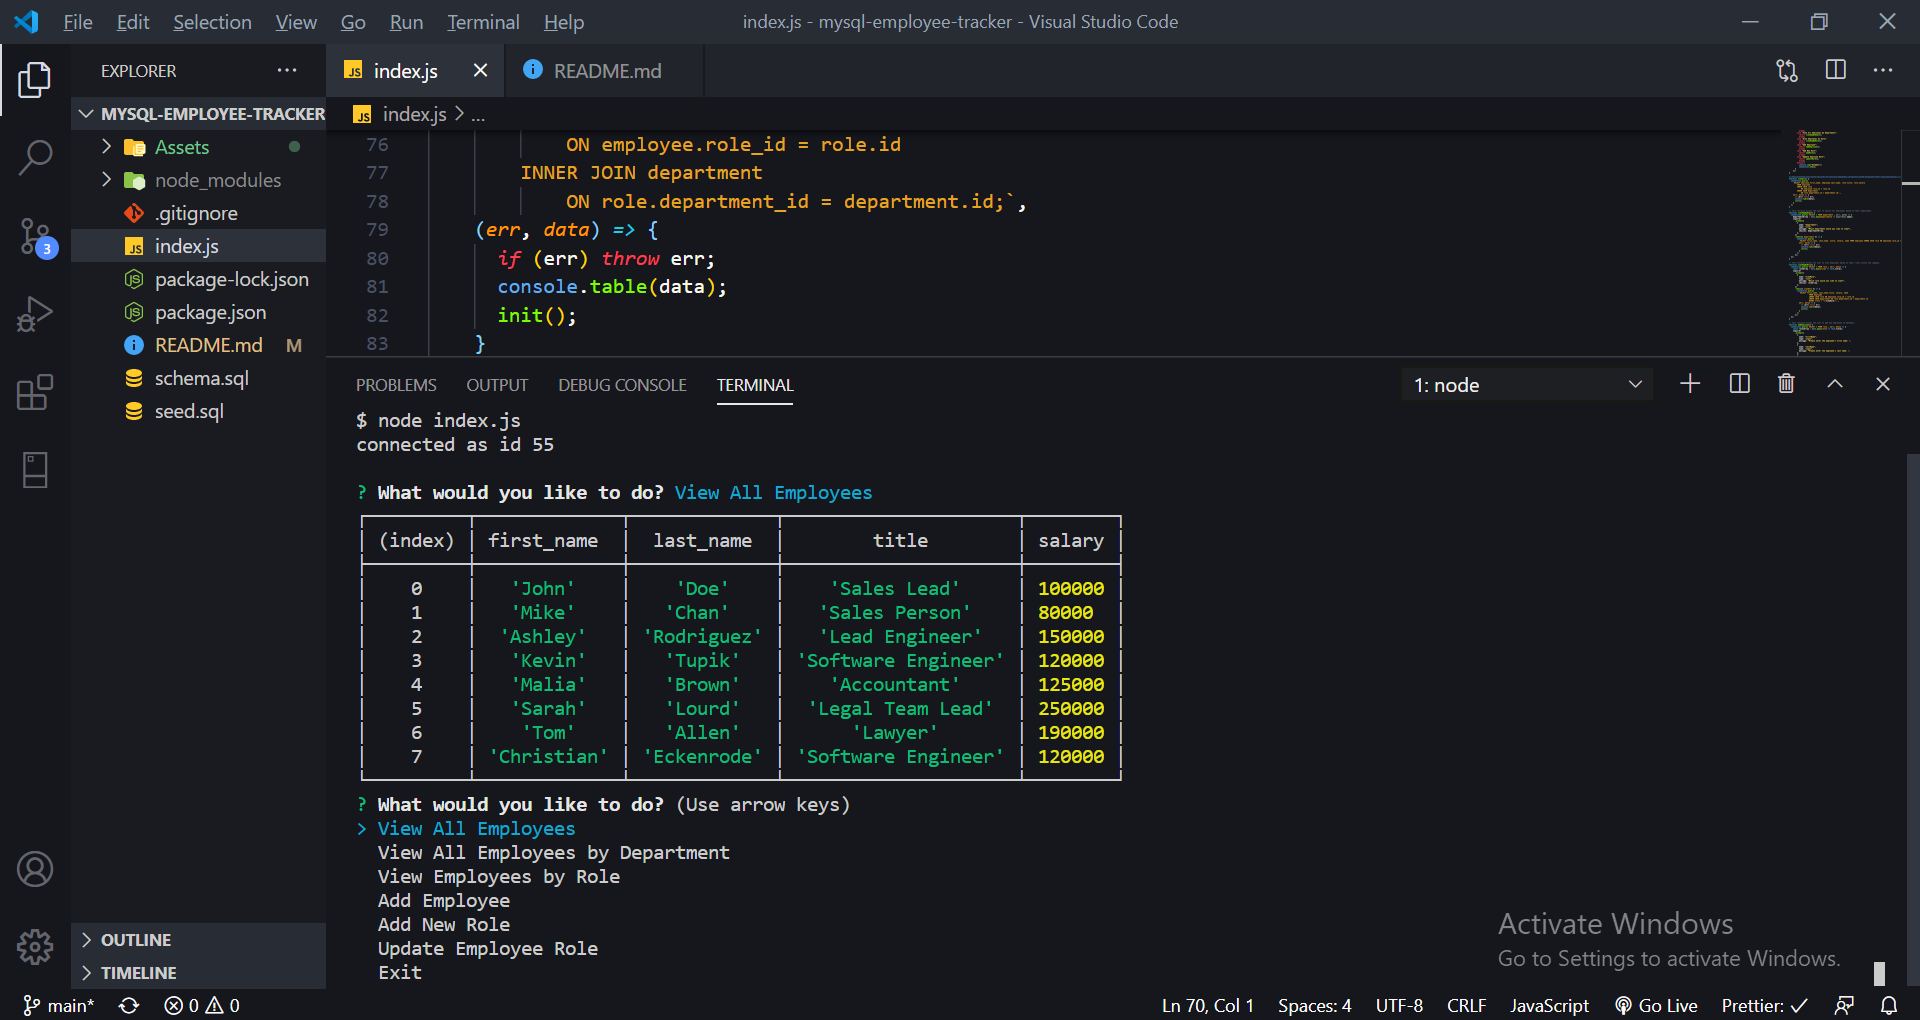 File Edit Selection View Go Run Terminal Help
index.js - mysql-employee-tracker - Visual Studio Code
EXPLORER
index.js
README.md
MYSQL-EMPLOYEE-TRACKER
Assets
node_modules
.gitignore
index.js
package-lock.json
package.json
README.md M
schema.sql
seed.sql
3
OUTLINE
TIMELINE
index.js > ...
76 ON employee.role_id = role.id
77 INNER JOIN department
78 ON role.department_id = department.id;`,
79 (err, data) => {
80 if (err) throw err;
81 console.table(data);
82 init();
83 }
PROBLEMS OUTPUT DEBUG CONSOLE TERMINAL
1: node
$ node index.js
connected as id 55
? What would you like to do? View All Employees
(index) first_name last_name title salary
0 'John' 'Doe' 'Sales Lead' 100000
1 'Mike' 'Chan' 'Sales Person' 80000
2 'Ashley' 'Rodriguez' 'Lead Engineer' 150000
3 'Kevin' 'Tupik' 'Software Engineer' 120000
4 'Malia' 'Brown' 'Accountant' 125000
5 'Sarah' 'Lourd' 'Legal Team Lead' 250000
6 'Tom' 'Allen' 'Lawyer' 190000
7 'Christian' 'Eckenrode' 'Software Engineer' 120000
? What would you like to do? (Use arrow keys)
> View All Employees
View All Employees by Department
View Employees by Role
Add Employee
Add New Role
Update Employee Role
Exit
Activate Windows
Go to Settings to activate Windows.
main* 0 0 Ln 70, Col 1 Spaces: 4 UTF-8 CRLF JavaScript Go Live Prettier: ✓